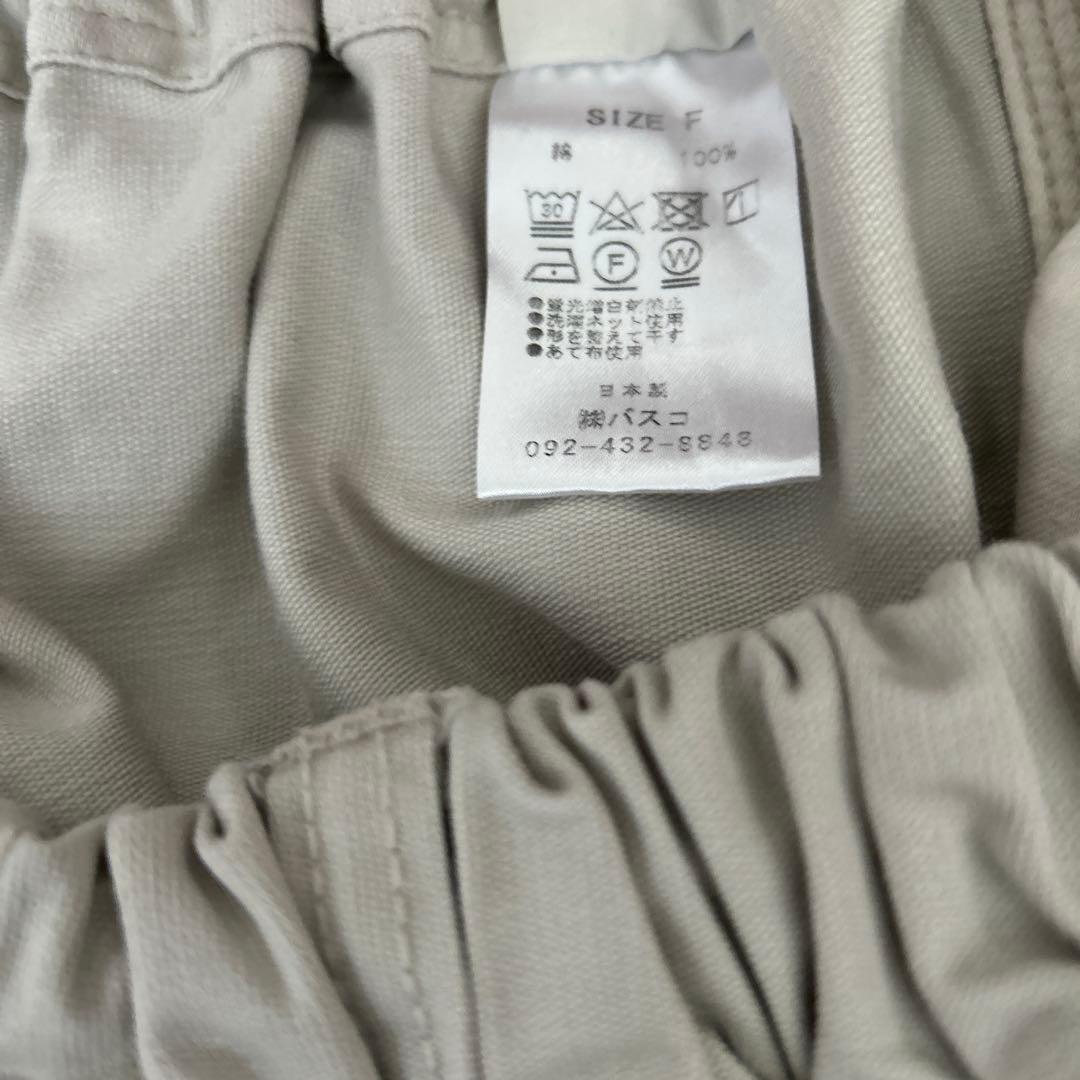 SIZE F
綿 100%
30
F W
●蛍光増白剤禁止
●洗濯ネット使用
●形を整えて干す
●あて布使用
日本製
㈱バスコ
092-432-8848